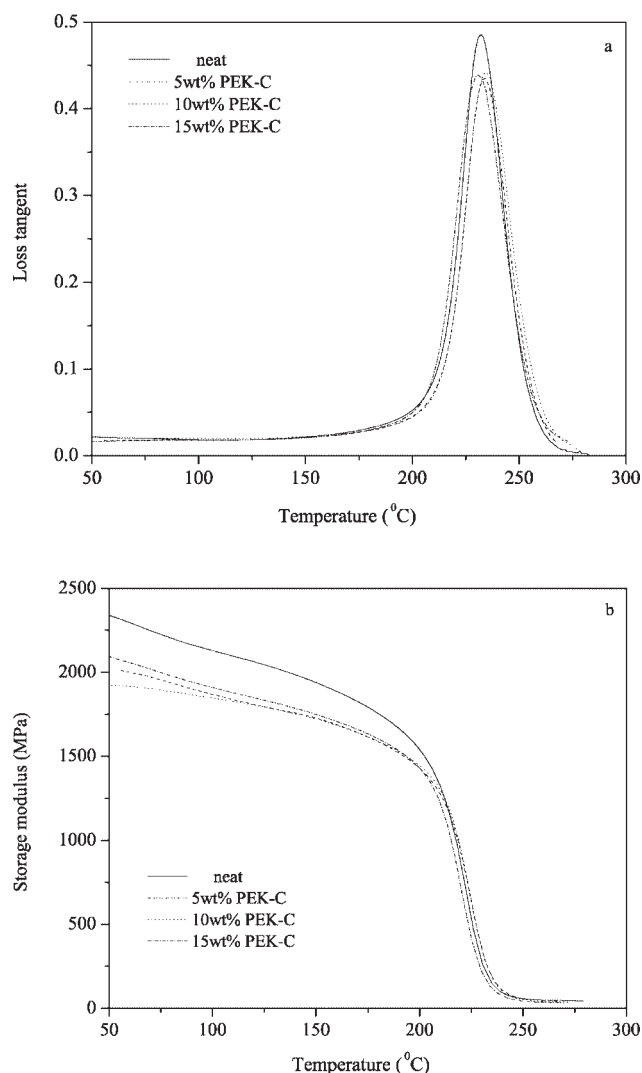 a
neat
5wt% PEK-C
10wt% PEK-C
15wt% PEK-C
0.5
0.4
0.3
0.2
0.1
0.0
Loss tangent
50 100 150 200 250 300
Temperature (⁰C)
b
2500
2000
1500
1000
500
0
Storage modulus (MPa)
neat
5wt% PEK-C
10wt% PEK-C
15wt% PEK-C
50 100 150 200 250 300
Temperature (⁰C)